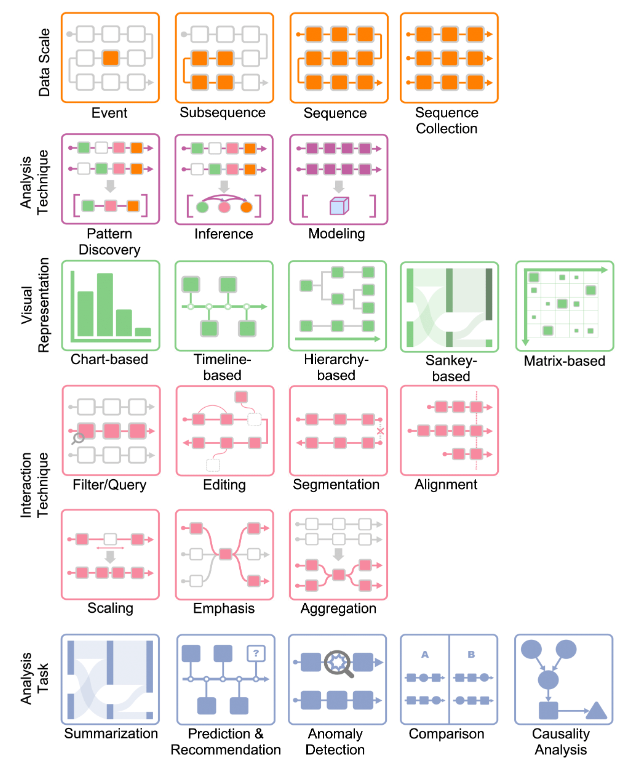 Data Scale
Event
Subsequence
Sequence
Sequence
Collection
Analysis
Technique
Pattern
Discovery
Inference
Modeling
Visual
Representation
Chart-based
Timeline-
based
Hierarchy-
based
Sankey-
based
Matrix-based
Interaction
Technique
Filter/Query
Editing
Segmentation
Alignment
Scaling
Emphasis
Aggregation
Analysis
Task
?
A
B
Summarization
Prediction &
Recommendation
Anomaly
Detection
Comparison
Causality
Analysis